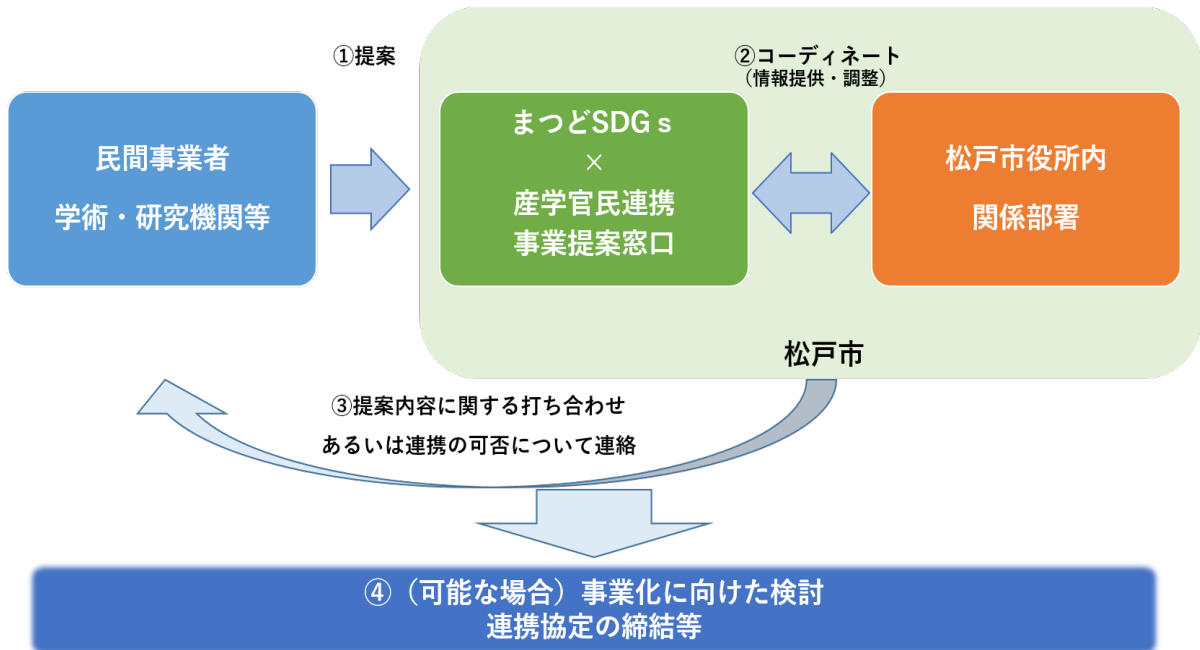 ①提案
②コーディネート
（情報提供・調整）
民間事業者
学術・研究機関等
まつどSDGｓ
×
産学官民連携
事業提案窓口
松戸市役所内
関係部署
松戸市
③提案内容に関する打ち合わせ
あるいは連携の可否について連絡
④（可能な場合）事業化に向けた検討
連携協定の締結等